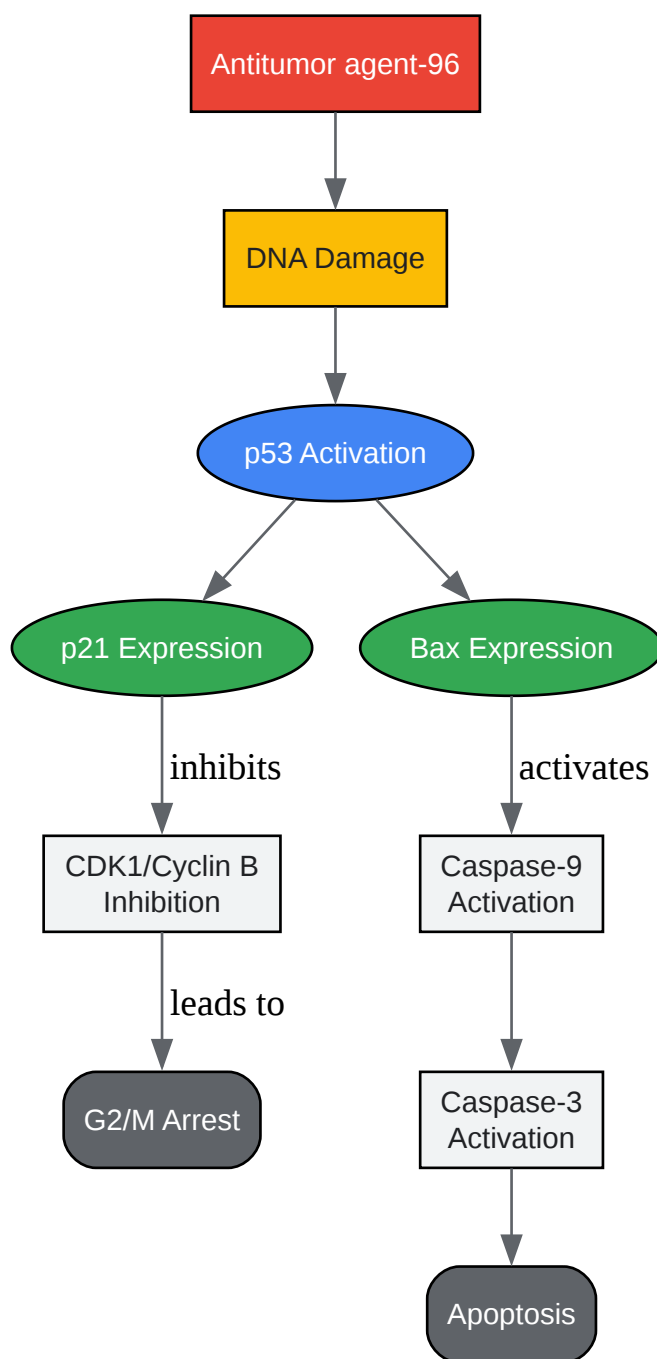 Antitumor agent-96
DNA Damage
p53 Activation
p21 Expression
Bax Expression
inhibits
activates
CDK1/Cyclin B
Inhibition
Caspase-9
Activation
leads to
G2/M Arrest
Caspase-3
Activation
Apoptosis